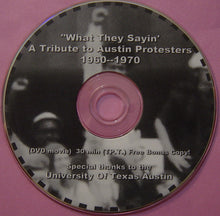 "What They Sayin'
A Tribute to Austin Protesters
1950--1970
(DVD movie) 30 min (T.P.T.) Free Bonus Copy!
Special thanks to the
University Of Texas Austin